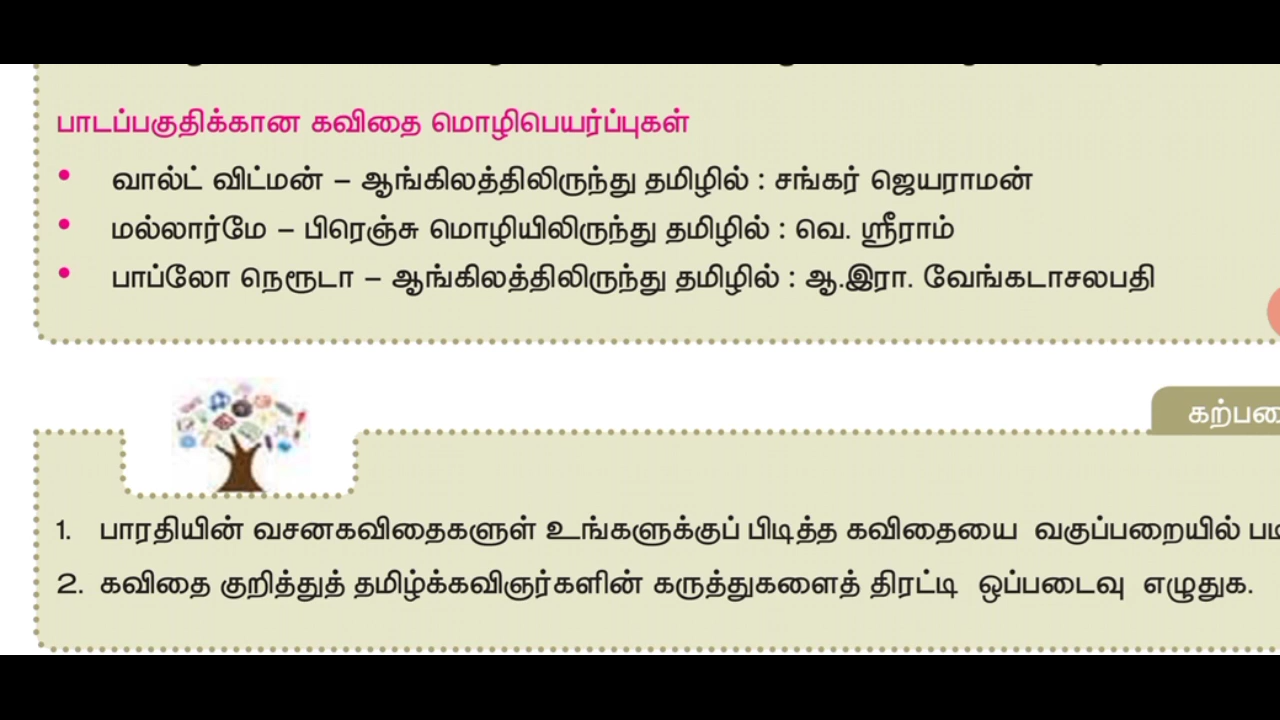 பாடப்பகுதிக்கான கவிதை மொழிபெயர்ப்புகள்
• வால்ட் விட்மன் – ஆங்கிலத்திலிருந்து தமிழில் : சங்கர் ஜெயராமன்
• மல்லார்மே – பிரெஞ்சு மொழியிலிருந்து தமிழில் : வெ. ஸ்ரீராம்
• பாப்லோ நெரூடா – ஆங்கிலத்திலிருந்து தமிழில் : ஆ.இரா. வேங்கடாசலபதி
1. பாரதியின் வசனகவிதைகளுள் உங்களுக்குப் பிடித்த கவிதையை வகுப்பறையில்
2. கவிதை குறித்துத் தமிழ்க்கவிஞர்களின் கருத்துகளைத் திரட்டி ஒப்படைவு எழுதுக.